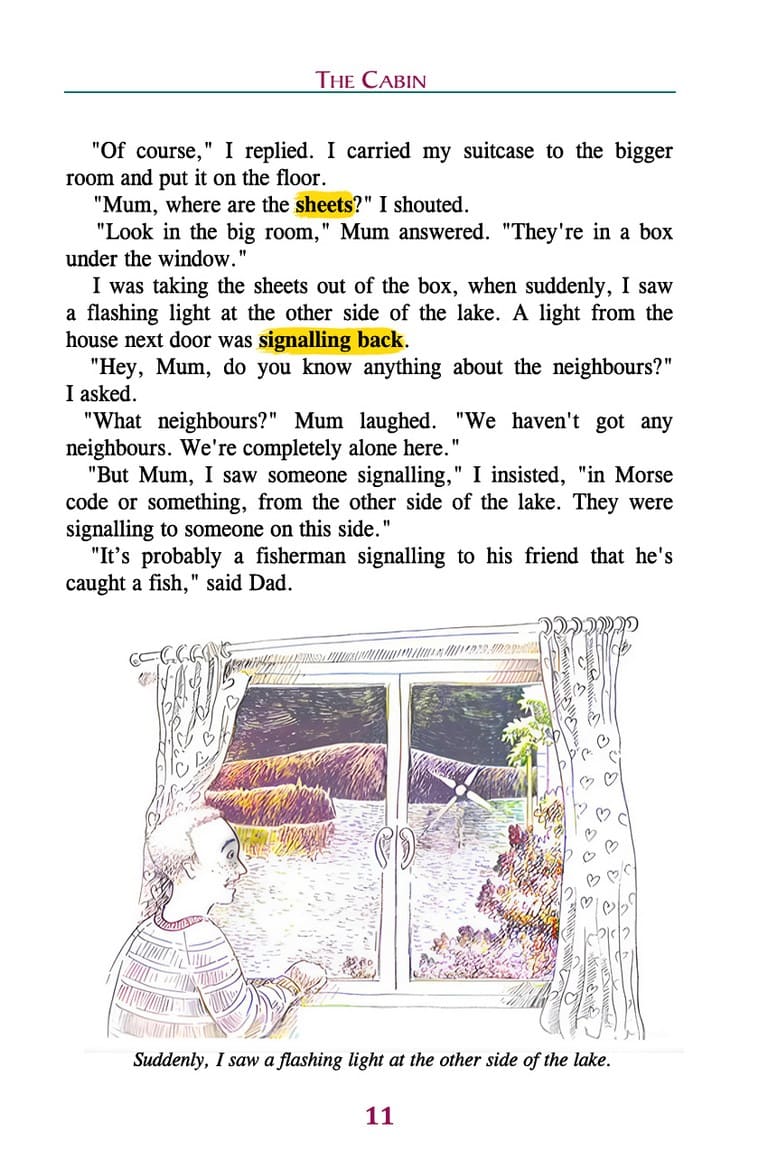 THE CABIN
"Of course," I replied. I carried my suitcase to the bigger
room and put it on the floor.
"Mum, where are the sheets?" I shouted.
"Look in the big room," Mum answered. "They're in a box
under the window."
I was taking the sheets out of the box, when suddenly, I saw
a flashing light at the other side of the lake. A light from the
house next door was signalling back.
"Hey, Mum, do you know anything about the neighbours?"
I asked.
"What neighbours?" Mum laughed. "We haven't got any
neighbours. We're completely alone here."
"But Mum, I saw someone signalling," I insisted, "in Morse
code or something, from the other side of the lake. They were
signalling to someone on this side."
"It’s probably a fisherman signalling to his friend that he's
caught a fish," said Dad.
Suddenly, I saw a flashing light at the other side of the lake.
11